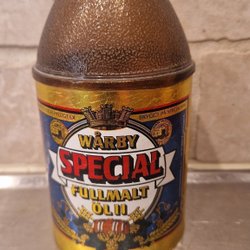 WÅRBY
SPECIAL
FULLMALT
ÖL II